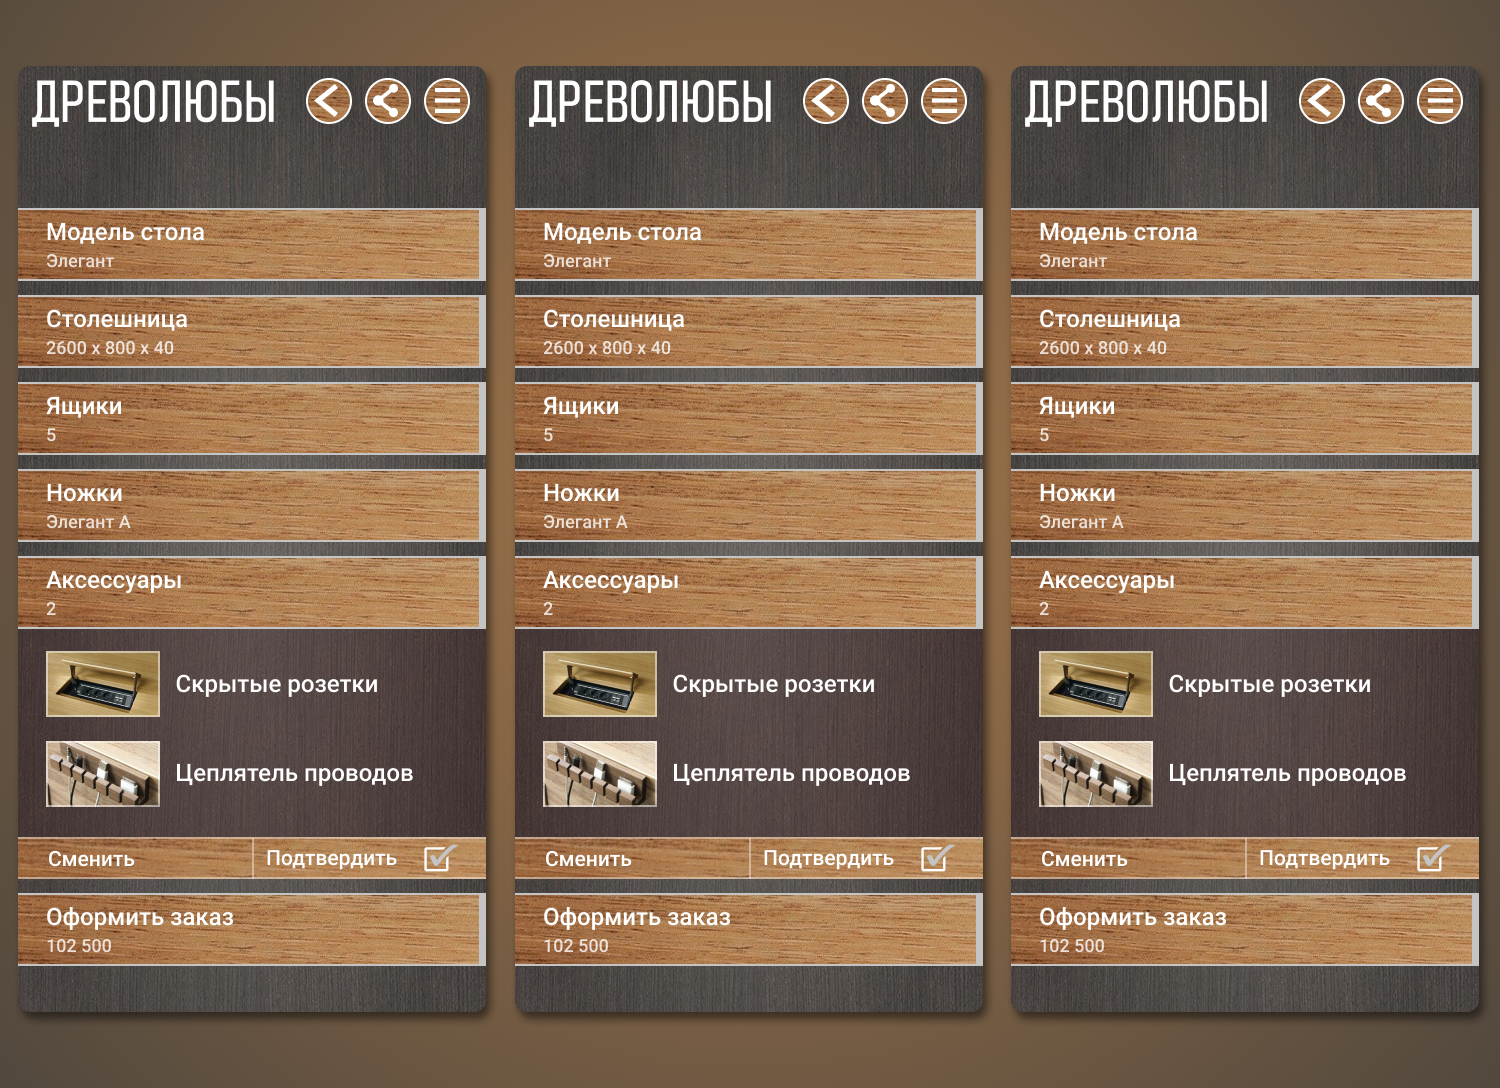 ДРЕВОЛЮБЫ
Модель стола
Элегант
Столешница
2600 x 800 x 40
Ящики
5
Ножки
Элегант А
Аксессуары
2
Скрытые розетки
Цеплятель проводов
Сменить
Подтвердить
Оформить заказ
102 500
ДРЕВОЛЮБЫ
Модель стола
Элегант
Столешница
2600 x 800 x 40
Ящики
5
Ножки
Элегант А
Аксессуары
2
Скрытые розетки
Цеплятель проводов
Сменить
Подтвердить
Оформить заказ
102 500
ДРЕВОЛЮБЫ
Модель стола
Элегант
Столешница
2600 x 800 x 40
Ящики
5
Ножки
Элегант А
Аксессуары
2
Скрытые розетки
Цеплятель проводов
Сменить
Подтвердить
Оформить заказ
102 500